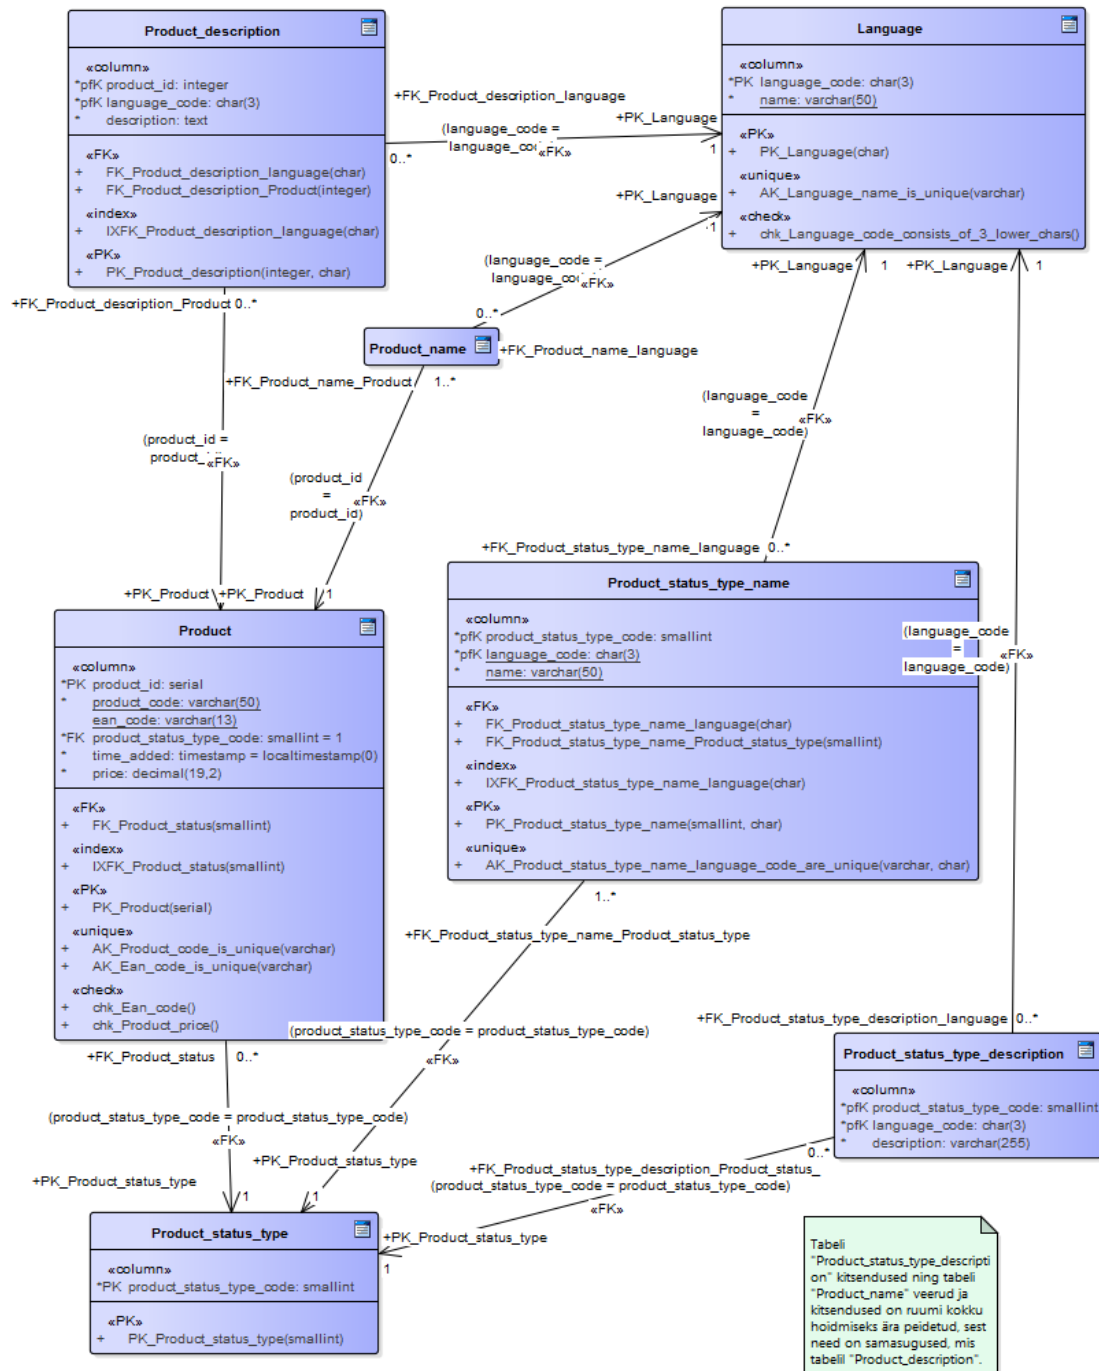 Product_description
«column»
*pfK product_id: integer
*pfK language_code: char(3)
* description: text
«FK»
+ FK_Product_description_language(char)
+ FK_Product_description_Product(integer)
«index»
+ IXFK_Product_description_language(char)
«PK»
+ PK_Product_description(integer, char)
Language
«column»
*PK language_code: char(3)
* name: varchar(50)
«PK»
+ PK_Language(char)
«unique»
+ AK_Language_name_is_unique(varchar)
«check»
+ chk_Language_code_consists_of_3_lower_chars()
+FK_Product_description_language
+PK_Language
(language_code =
«FK»
0..*
1
+PK_Language
1
(language_code =
«FK»
0..*
+PK_Language
1
+PK_Language
1
+FK_Product_description_Product
0..*
Product_name
+FK_Product_name_language
+FK_Product_name_Product
1..*
(product_id =
«FK»
(product_id
=
product_id)
«FK»
(language_code
=
language_code)
«FK»
+FK_Product_status_type_name_language
0..*
+PK_Product
+PK_Product
1
Product
«column»
*PK product_id: serial
* product_code: varchar(50)
ean_code: varchar(13)
*FK product_status_type_code: smallint = 1
* time_added: timestamp = localtimestamp(0)
* price: decimal(19,2)
«FK»
+ FK_Product_status(smallint)
«index»
+ IXFK_Product_status(smallint)
«PK»
+ PK_Product(serial)
«unique»
+ AK_Product_code_is_unique(varchar)
+ AK_Ean_code_is_unique(varchar)
«check»
+ chk_Ean_code()
+ chk_Product_price()
Product_status_type_name
«column»
*pfK product_status_type_code: smallint
*pfK language_code: char(3)
* name: varchar(50)
«FK»
+ FK_Product_status_type_name_language(char)
+ FK_Product_status_type_name_Product_status_type(smallint)
«index»
+ IXFK_Product_status_type_name_language(char)
«PK»
+ PK_Product_status_type_name(smallint, char)
«unique»
+ AK_Product_status_type_name_language_code_are_unique(varchar, char)
(language_code
=
language_code)
«FK»
1..*
+FK_Product_status_type_name_Product_status_type
(product_status_type_code = product_status_type_code)
«FK»
+FK_Product_status
0..*
(product_status_type_code = product_status_type_code)
«FK»
+PK_Product_status_type
+PK_Product_status_type
1
1
+FK_Product_status_type_description_language
0..*
Product_status_type_description
«column»
*pfK product_status_type_code: smallint
*pfK language_code: char(3)
* description: varchar(255)
0..*
+FK_Product_status_type_description_Product_status_
(product_status_type_code = product_status_type_code)
«FK»
+PK_Product_status_type
1
Product_status_type
«column»
*PK product_status_type_code: smallint
«PK»
+ PK_Product_status_type(smallint)
Tabeli
"Product_status_type_descripti
on" kitsendused ning tabeli
"Product_name" veerud ja
kitsendused on ruumi kokku
hoidmiseks ära peidetud, sest
need on samasugused, mis
tabelil "Product_description".